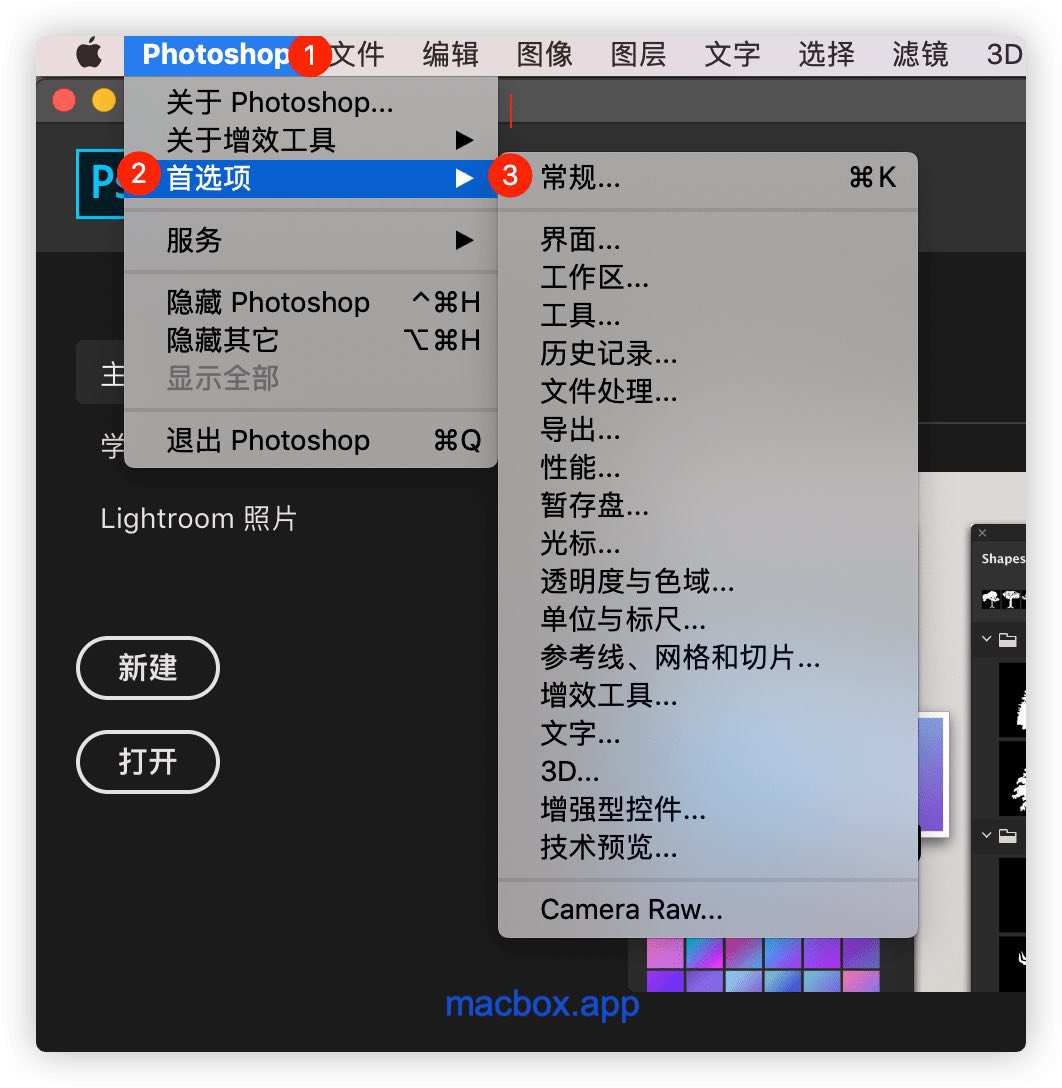 Photoshop 1 文件 编辑 图像 图层 文字 选择 滤镜 3D
关于 Photoshop...
关于增效工具 ▶
2 首选项 ▶
服务 ▶
隐藏 Photoshop ^⌘H
隐藏其它 ⌥⌘H
显示全部
退出 Photoshop ⌘Q
3 常规... ⌘K
界面...
工作区...
工具...
历史记录...
文件处理...
导出...
性能...
暂存盘...
光标...
透明度与色域...
单位与标尺...
参考线、网格和切片...
增效工具...
文字...
3D...
增强型控件...
技术预览...
Camera Raw...
Ps
主
学
Lightroom 照片
新建
打开
Shapes
macbox.app